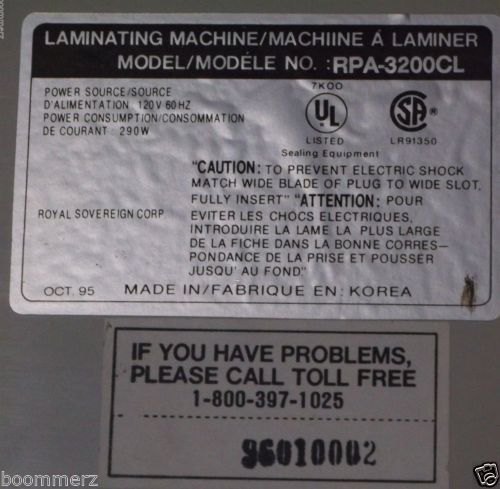 LAMINATING MACHINE/MACHIINE Á LAMINER
MODEL/MODÉLE NO. :RPA-3200CL
POWER SOURCE/SOURCE
D'ALIMENTATION: 120V 60HZ
POWER CONSUMPTION/CONSOMMATION
DE COURANT: 290W
7K00
UL
LISTED
Sealing Equipment
SA
LR91350
"CAUTION: TO PREVENT ELECTRIC SHOCK
MATCH WIDE BLADE OF PLUG TO WIDE SLOT,
FULLY INSERT" "ATTENTION: POUR
ROYAL SOVEREIGN CORP.
EVITER LES CHOCS ELECTRIQUES,
INTRODUIRE LA LAME LA PLUS LARGE
DE LA FICHE DANS LA BONNE CORRES-
PONDANCE DE LA PRISE ET POUSSER
JUSQU' AU FOND"
OCT. 95 MADE IN/FABRIQUE EN: KOREA
IF YOU HAVE PROBLEMS,
PLEASE CALL TOLL FREE
1-800-397-1025
96010002
boommerz